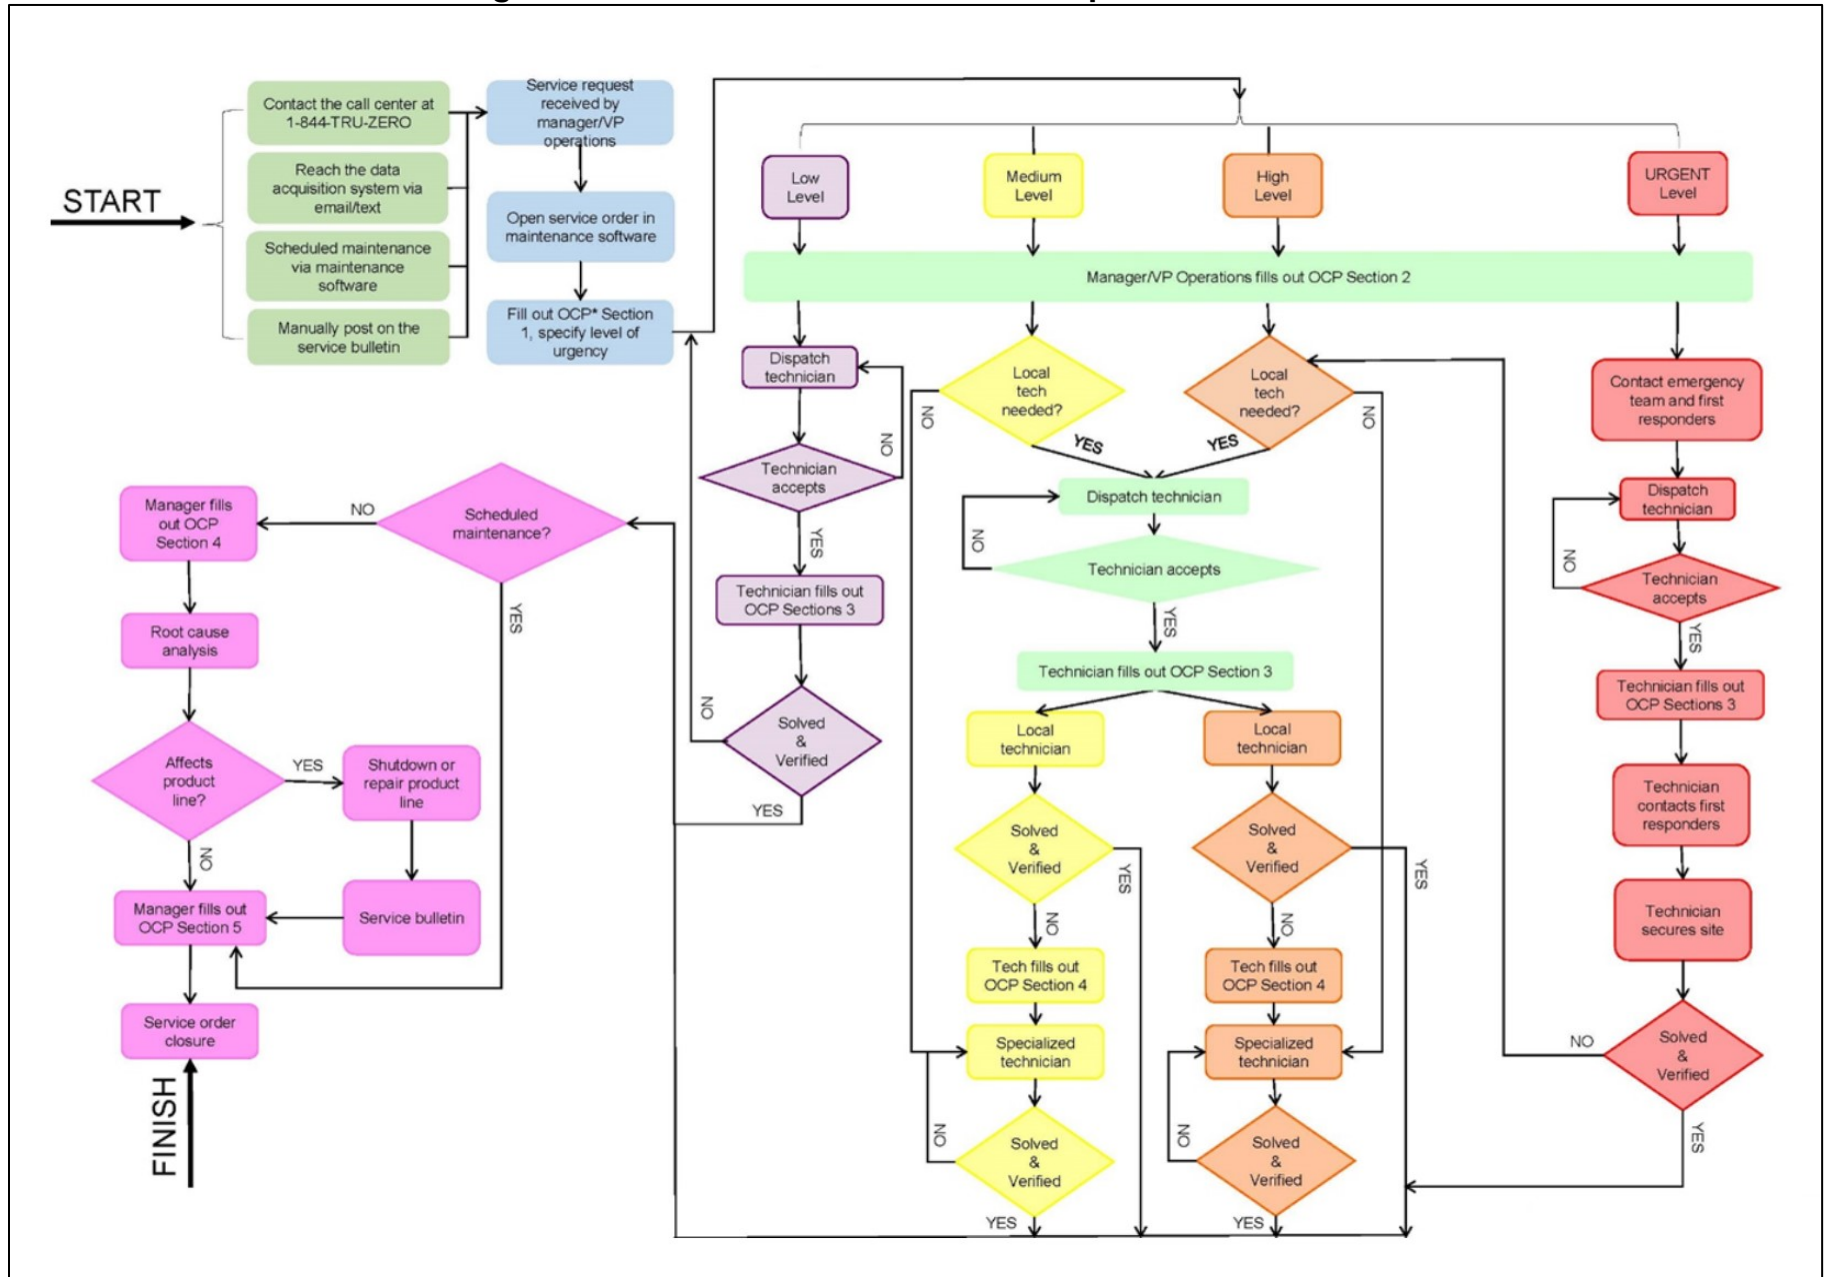 START
Contact the call center at
1-844-TRU-ZERO
Reach the data
acquisition system via
email/text
Scheduled maintenance
via maintenance
software
Manually post on the
service bulletin
Service request
received by
manager/VP
operations
Open service order in
maintenance software
Fill out OCP* Section
1, specify level of
urgency
Low
Level
Medium
Level
High
Level
URGENT
Level
Manager/VP Operations fills out OCP Section 2
Dispatch
technician
NO
Technician
accepts
YES
Technician fills out
OCP Sections 3
Solved
&
Verified
NO
YES
Local
tech
needed?
NO
YES
Local
tech
needed?
NO
YES
Dispatch technician
NO
Technician accepts
YES
Technician fills out OCP Section 3
Local
technician
Solved
&
Verified
YES
NO
Tech fills out
OCP Section 4
Specialized
technician
NO
Solved
&
Verified
YES
Local
technician
Solved
&
Verified
YES
NO
Tech fills out
OCP Section 4
Specialized
technician
NO
Solved
&
Verified
YES
Contact emergency
team and first
responders
Dispatch
technician
NO
Technician
accepts
YES
Technician fills out
OCP Sections 3
Technician
contacts first
responders
Technician
secures site
Solved
&
Verified
NO
YES
Scheduled
maintenance?
NO
YES
Manager fills
out OCP
Section 4
Root cause
analysis
Affects
product
line?
YES
NO
Shutdown or
repair product
line
Service bulletin
Manager fills out
OCP Section 5
Service order
closure
FINISH